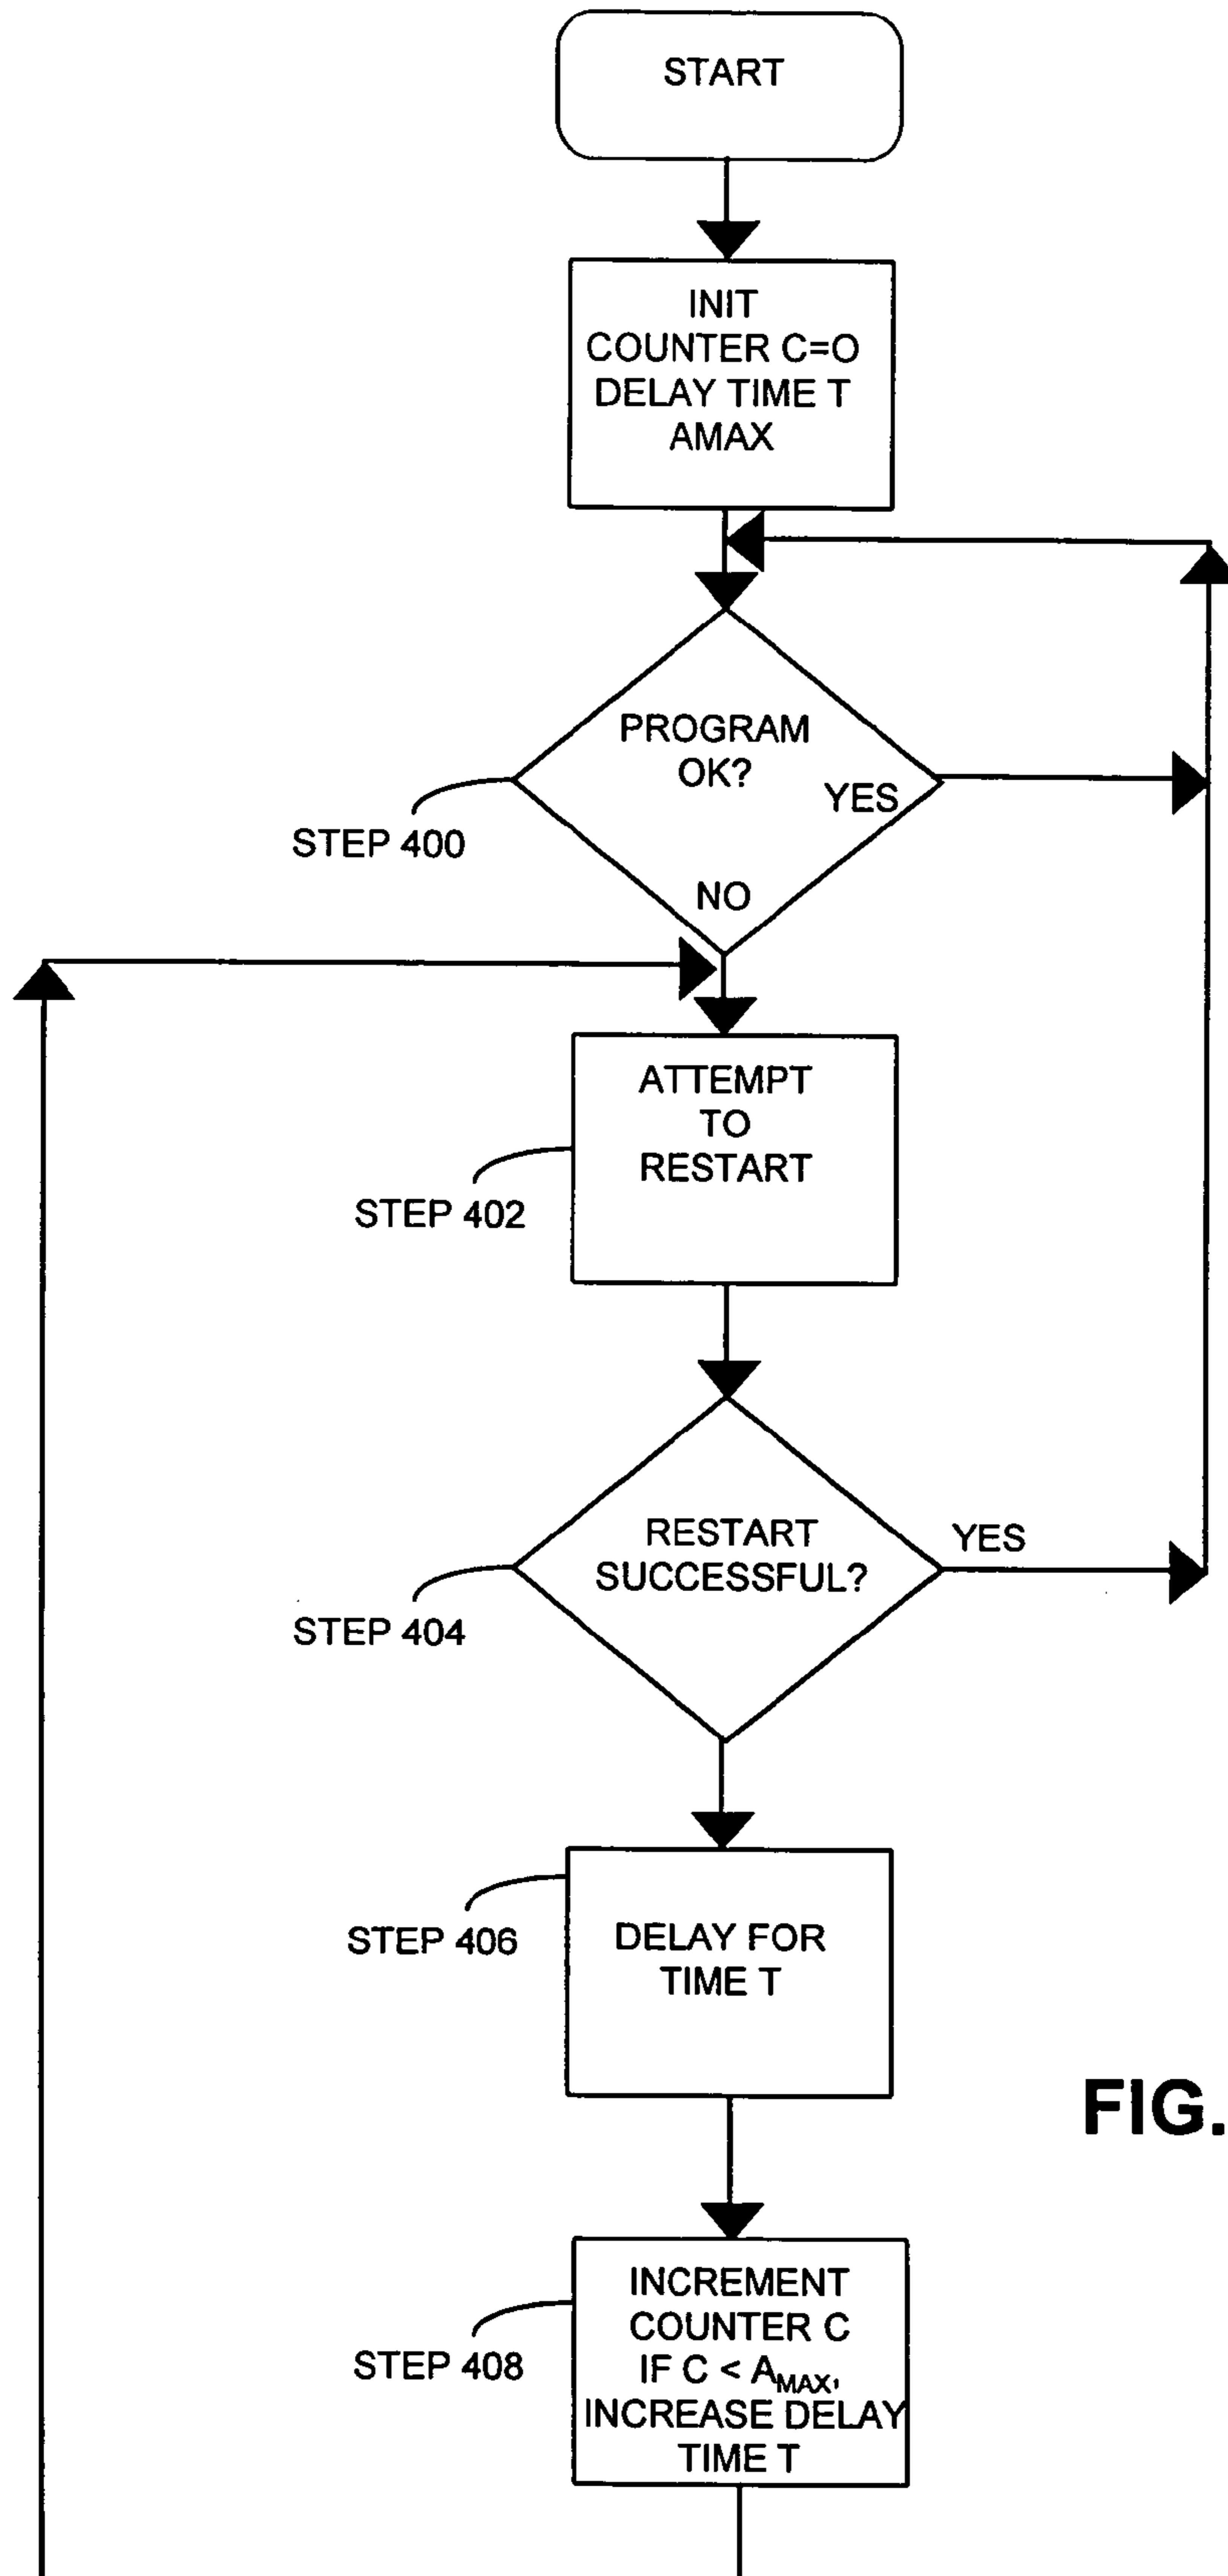 START
INIT
COUNTER C=O
DELAY TIME T
AMAX
PROGRAM
OK?
YES
STEP 400
NO
ATTEMPT
TO
RESTART
STEP 402
RESTART
SUCCESSFUL?
YES
STEP 404
DELAY FOR
TIME T
STEP 406
FIG.
INCREMENT
COUNTER C
IF C < AMAX,
INCREASE DELAY
TIME T
STEP 408